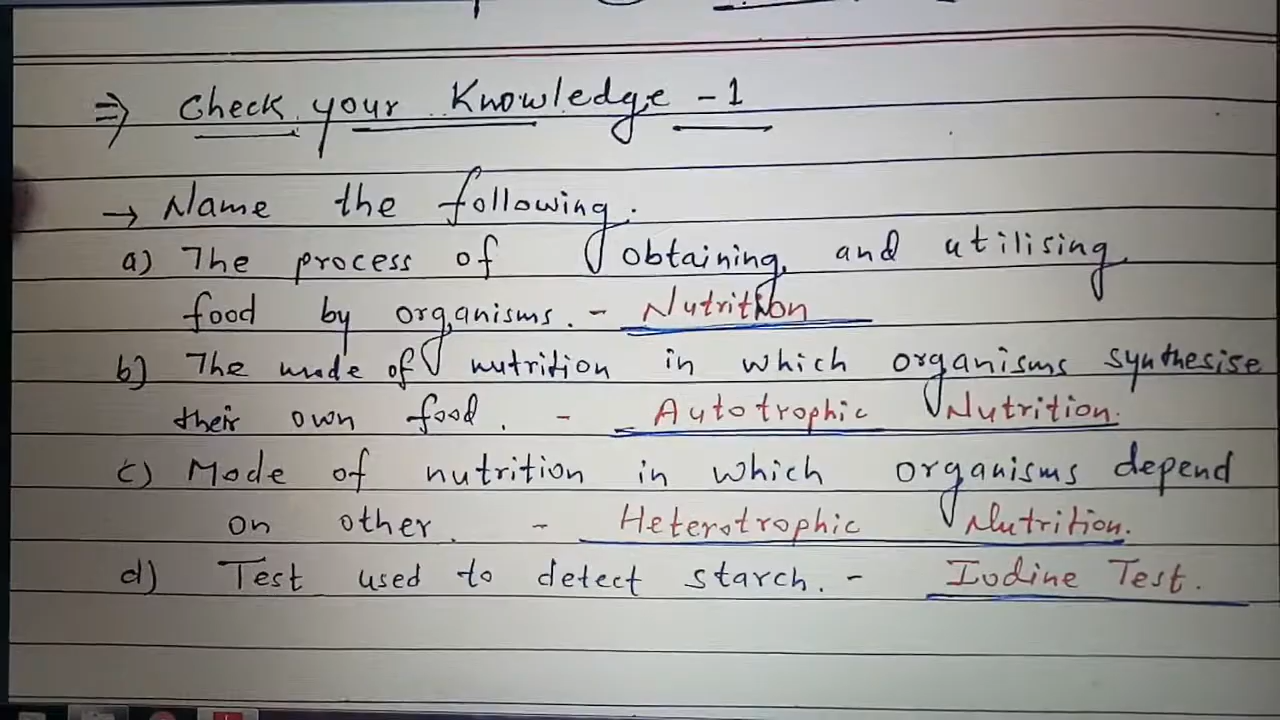 ⇒ Check your Knowledge - 1
→ Name the following.
a) The process of obtaining and utilising
food by organisms. - Nutrition
b) The mode of nutrition in which organisms synthesise
their own food. - Autotrophic Nutrition.
c) Mode of nutrition in which organisms depend
on other. - Heterotrophic Nutrition.
d) Test used to detect starch. - Iodine Test.